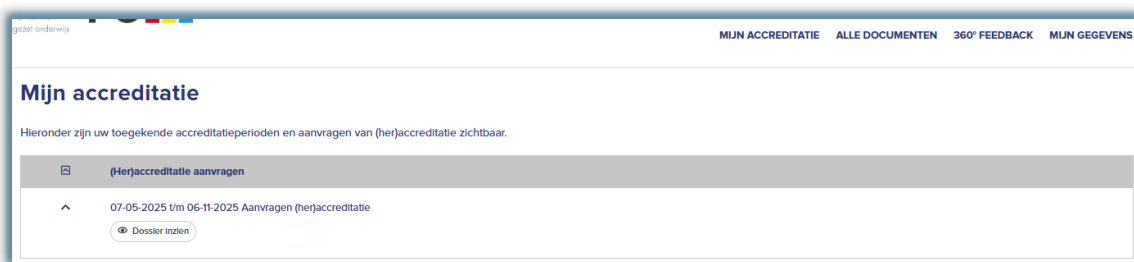 gezet onderwijs
MIJN ACCREDITATIE ALLE DOCUMENTEN 360° FEEDBACK MIJN GEGEVENS
Mijn accreditatie
Hieronder zijn uw toegekende accreditatieperioden en aanvragen van (her)accreditatie zichtbaar.
(Her)accreditatie aanvragen
07-05-2025 t/m 06-11-2025 Aanvragen (her)accreditatie
Dossier inzien